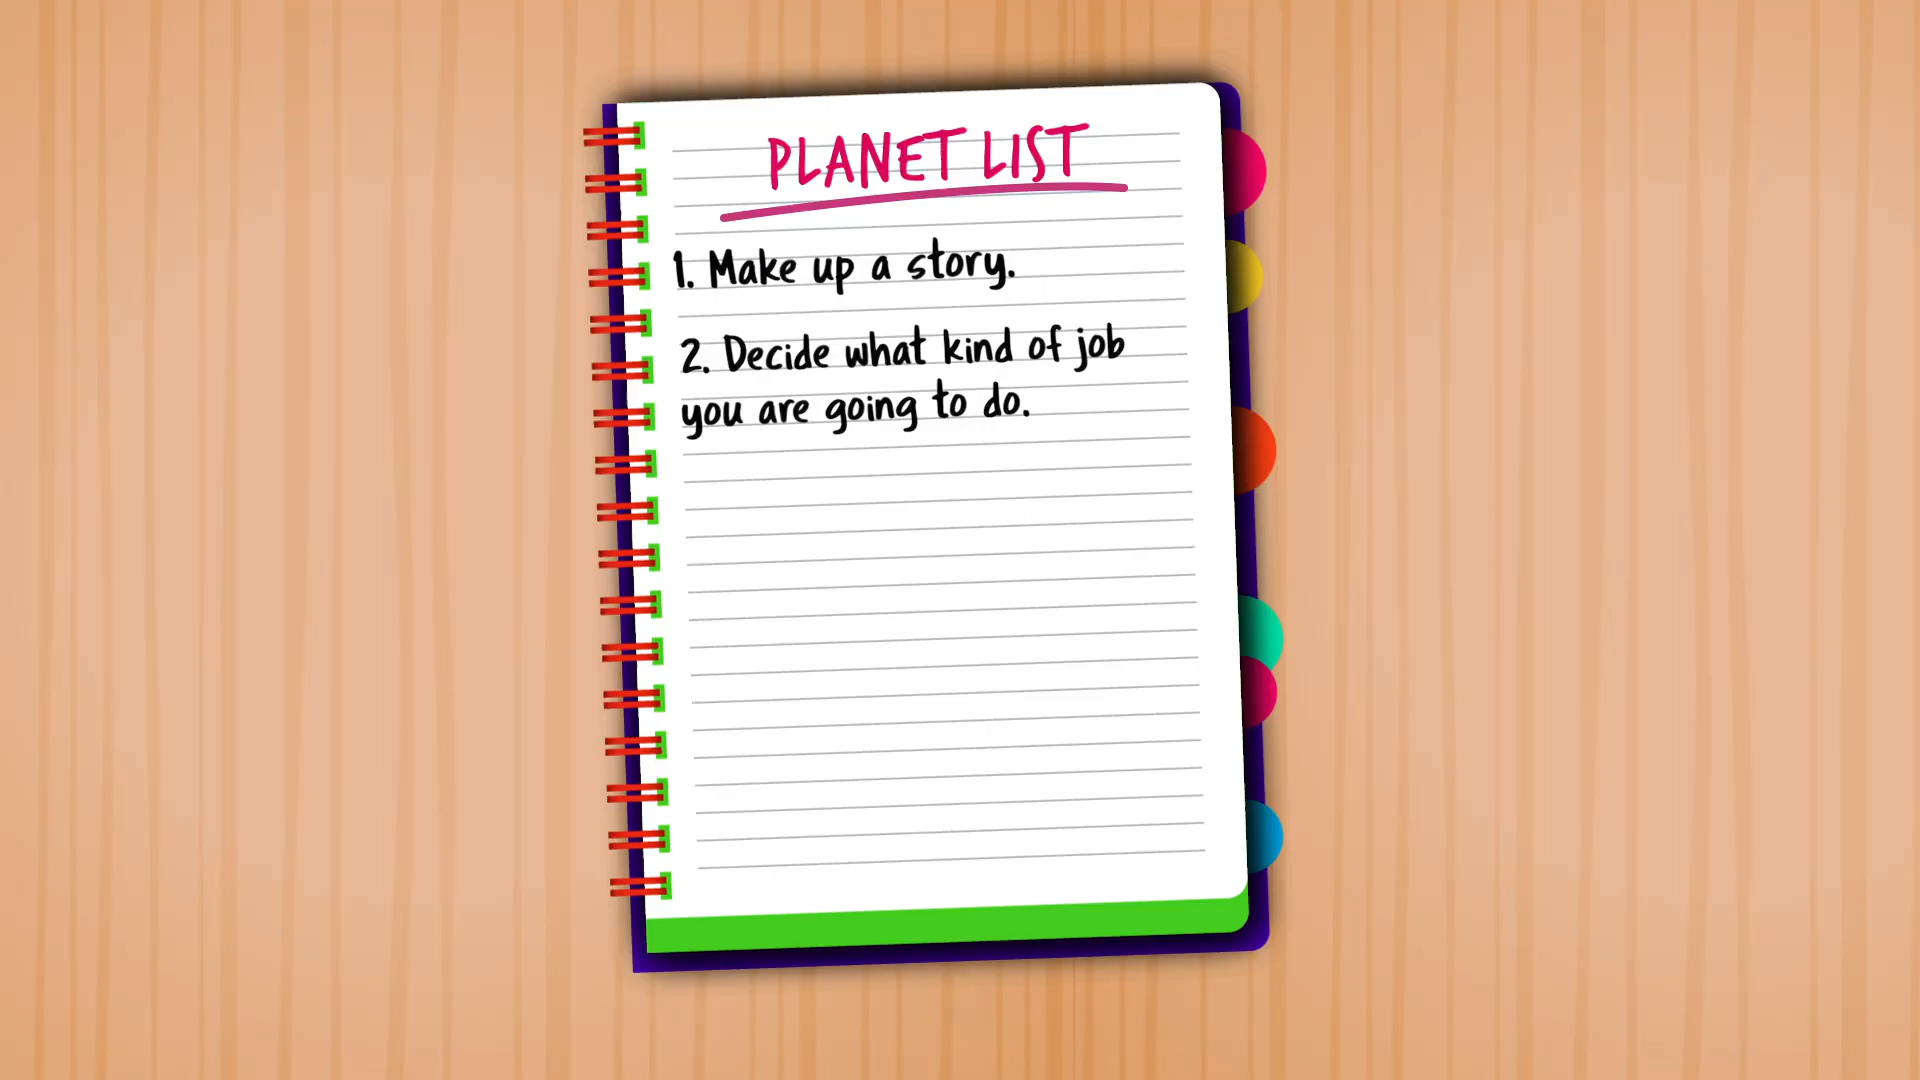 PLANET LIST
1. Make up a story.
2. Decide what kind of job
you are going to do.